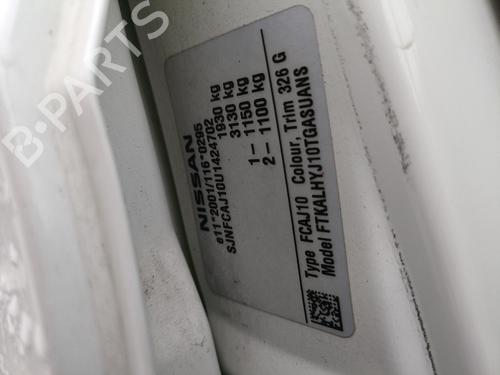 NISSAN
e11*2001/116*0295
SJNFCAJ10U1424702
1930 kg
3130 kg
1- 1150 kg
2- 1100 kg
Type FCAJ10 Colour, Trim 326 G
Model FTKALHYJ10TGASUANS
B-PARTS